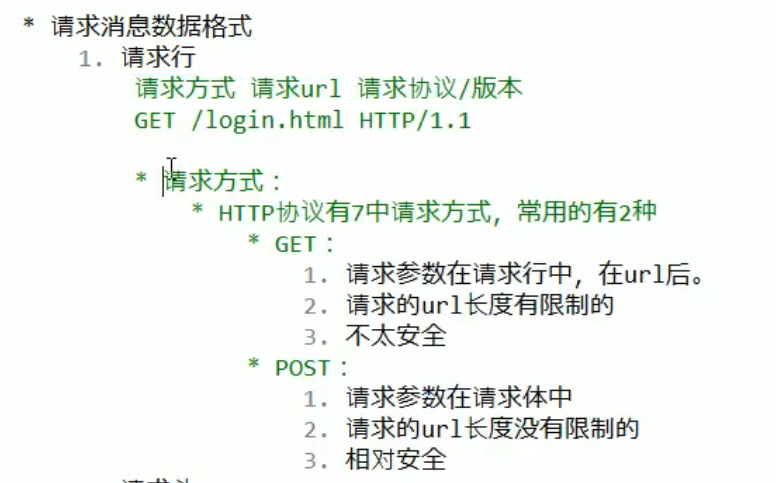 * 请求消息数据格式
1. 请求行
请求方式 请求url 请求协议/版本
GET /login.html HTTP/1.1
* 请求方式：
* HTTP协议有7中请求方式，常用的有2种
* GET：
1. 请求参数在请求行中，在url后。
2. 请求的url长度有限制的
3. 不太安全
* POST：
1. 请求参数在请求体中
2. 请求的url长度没有限制的
3. 相对安全